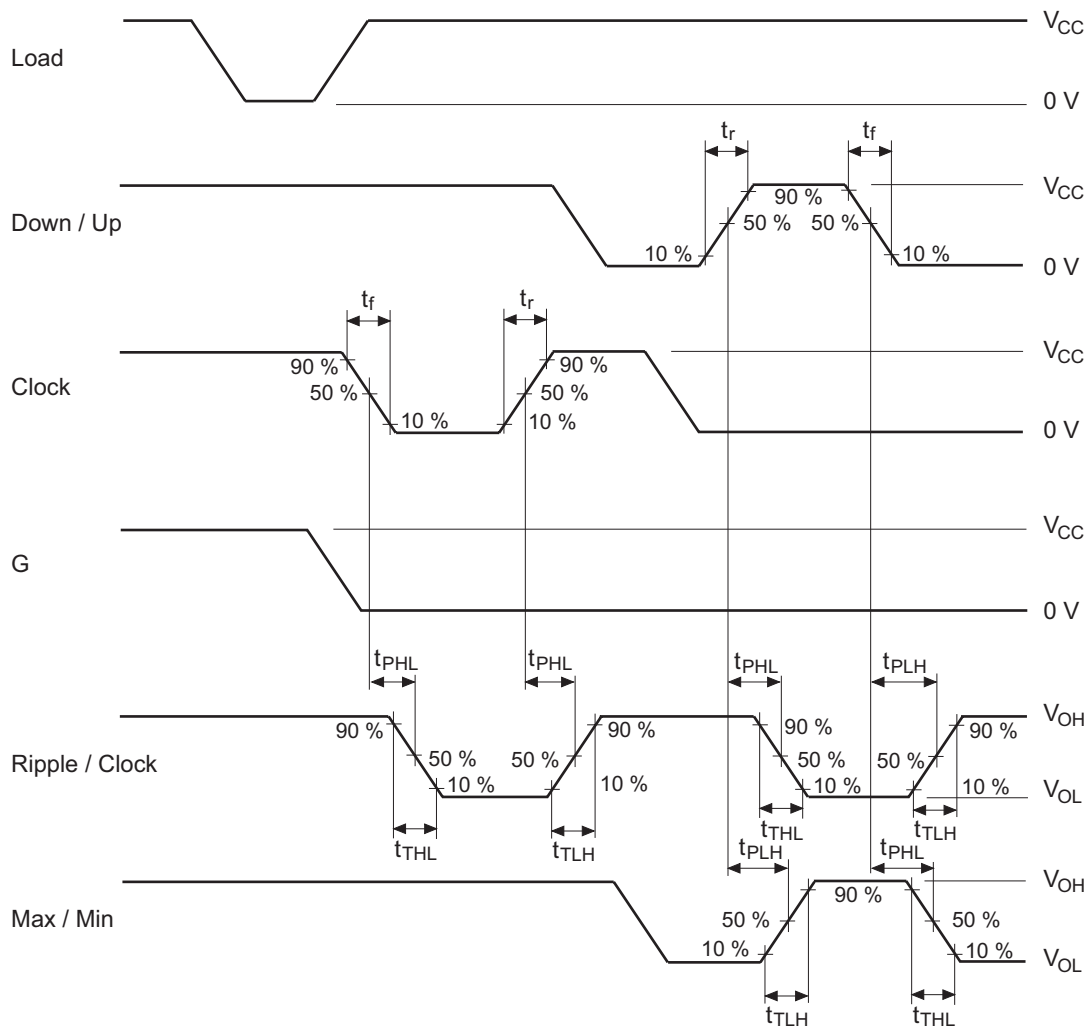 V_CC
Load
0 V
t_r t_f
V_CC
90 %
Down / Up 50 % 50 %
10 % 10 %
0 V
t_f t_r
V_CC
90 % 90 %
Clock 50 % 50 %
10 % 10 %
0 V
V_CC
G
0 V
t_PHL t_PHL t_PHL t_PLH
V_OH
90 % 90 % 90 % 90 %
Ripple / Clock 50 % 50 % 50 % 50 %
10 % 10 % 10 % 10 %
V_OL
t_THL t_TLH t_THL t_TLH
t_PLH t_PHL
V_OH
90 %
Max / Min 50 % 50 %
10 % 10 %
V_OL
t_TLH t_THL